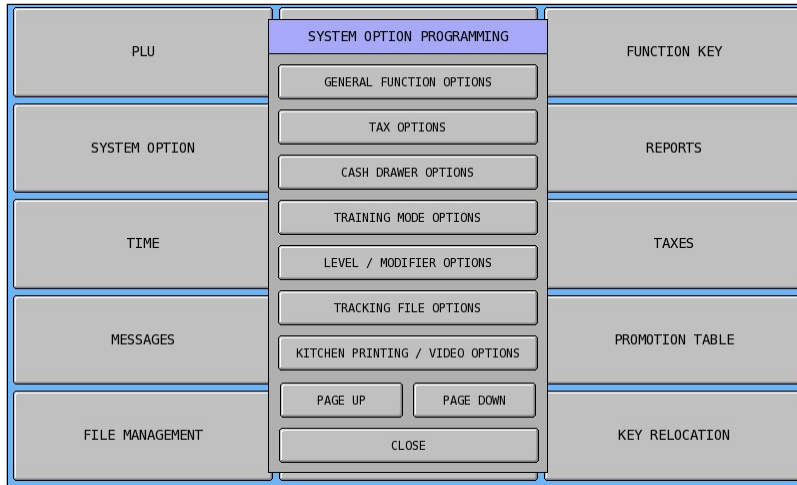 SYSTEM OPTION PROGRAMMING
PLU
FUNCTION KEY
GENERAL FUNCTION OPTIONS
TAX OPTIONS
SYSTEM OPTION
REPORTS
CASH DRAWER OPTIONS
TRAINING MODE OPTIONS
TIME
TAXES
LEVEL / MODIFIER OPTIONS
TRACKING FILE OPTIONS
MESSAGES
PROMOTION TABLE
KITCHEN PRINTING / VIDEO OPTIONS
PAGE UP
PAGE DOWN
FILE MANAGEMENT
KEY RELOCATION
CLOSE